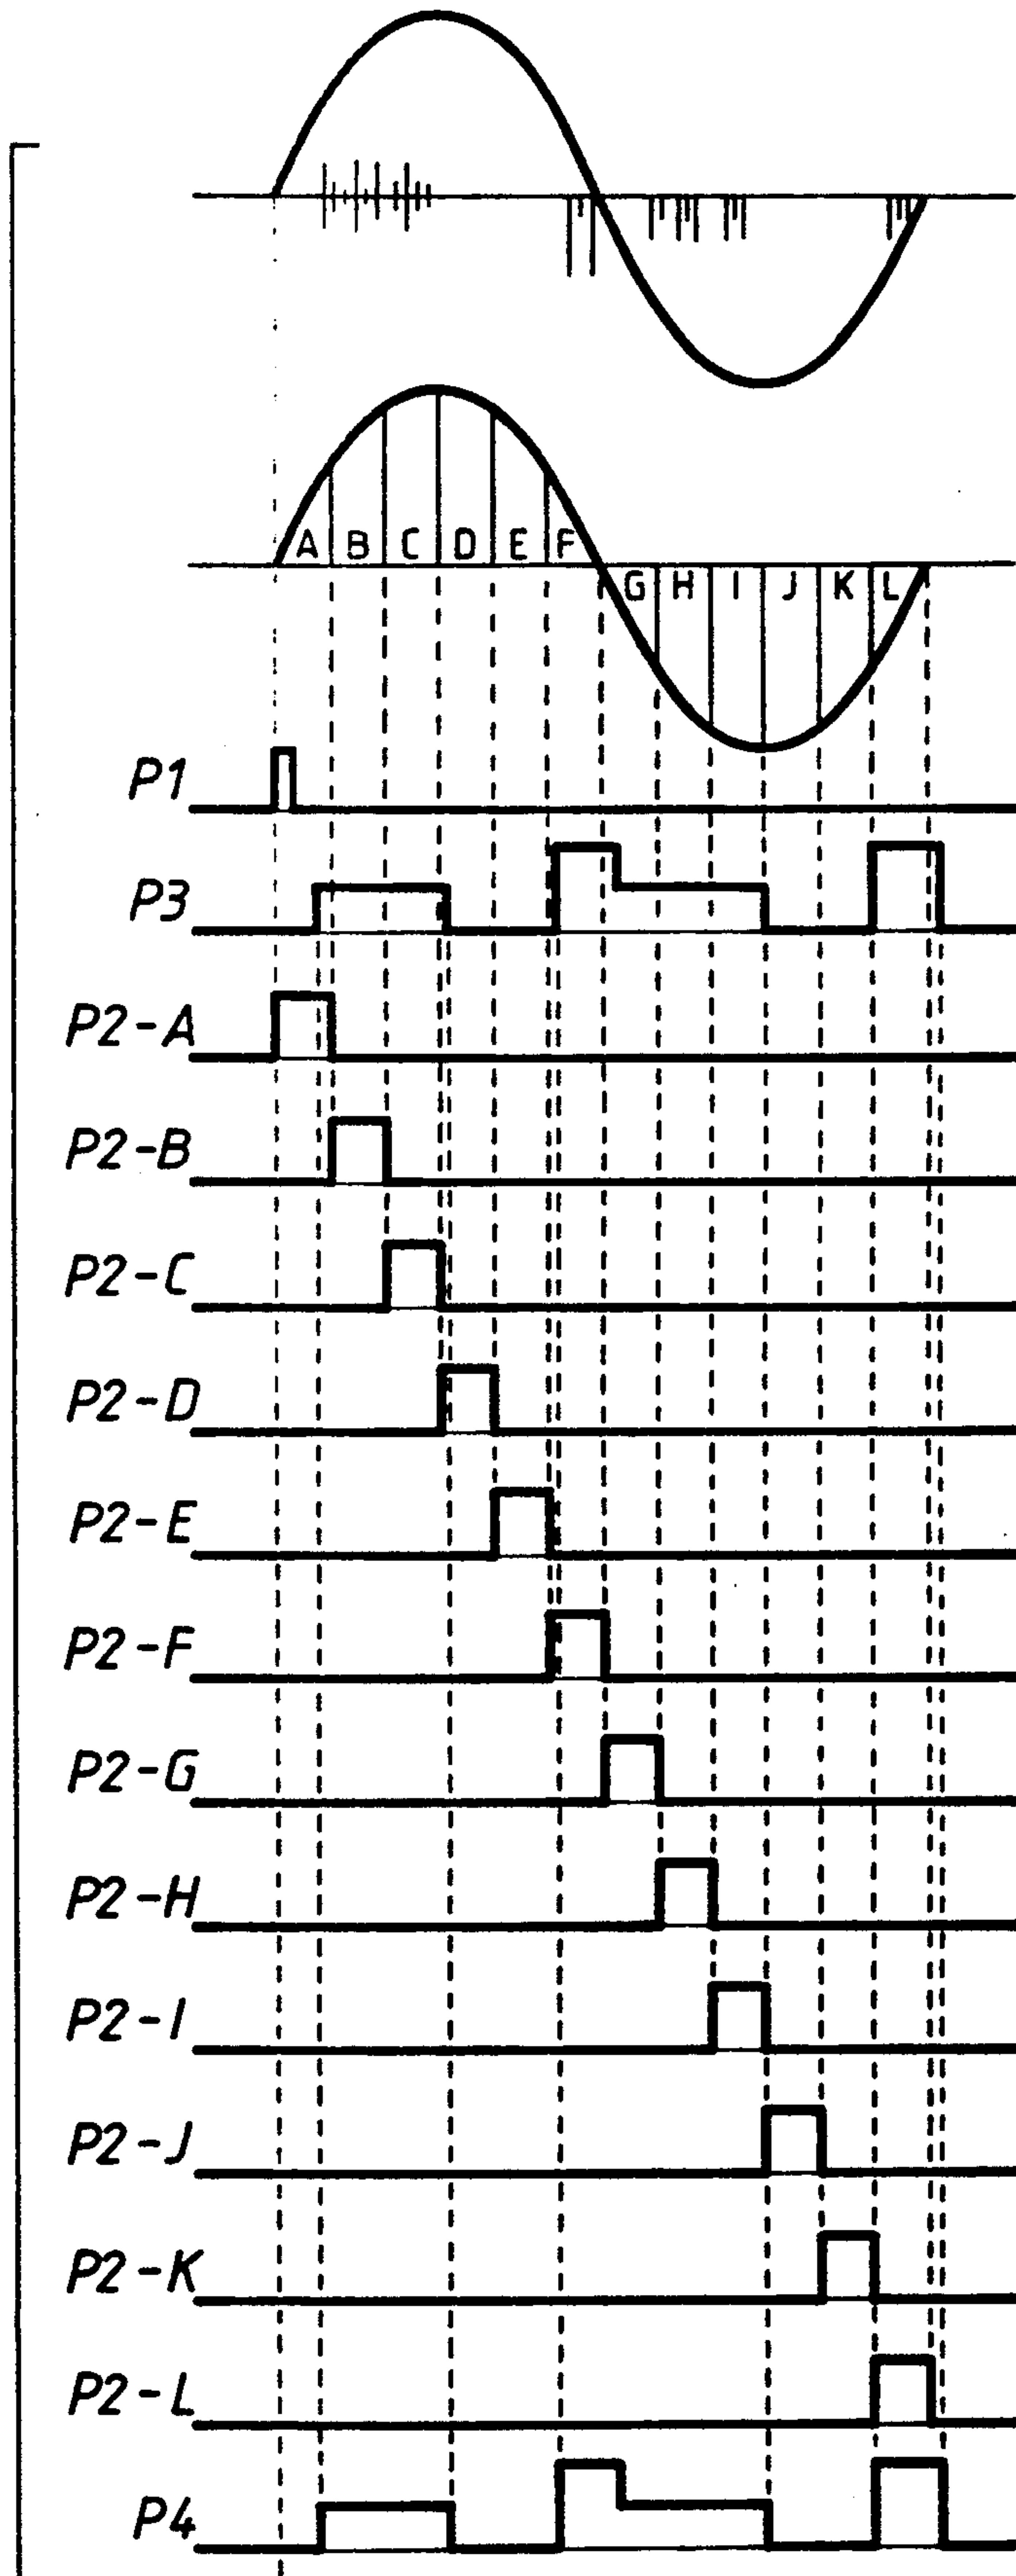 A B C D E F
G H I J K L
P1
P3
P2-A
P2-B
P2-C
P2-D
P2-E
P2-F
P2-G
P2-H
P2-I
P2-J
P2-K
P2-L
P4